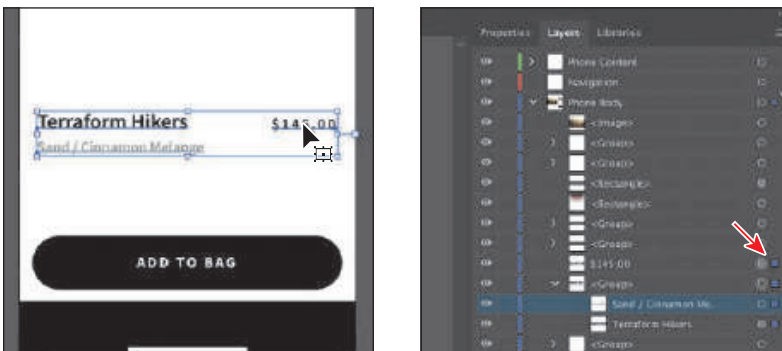 Terraform Hikers
$145.00
Sand / Cinnamon Melange
ADD TO BAG
Properties Layers Libraries
Phone Content
Navigation
Phone Body
<Image>
<Group>
<Group>
<Rectangle>
<Rectangle>
<Group>
<Group>
$145.00
<Group>
Sand / Cinnamon Me...
Terraform Hikers
<Group>